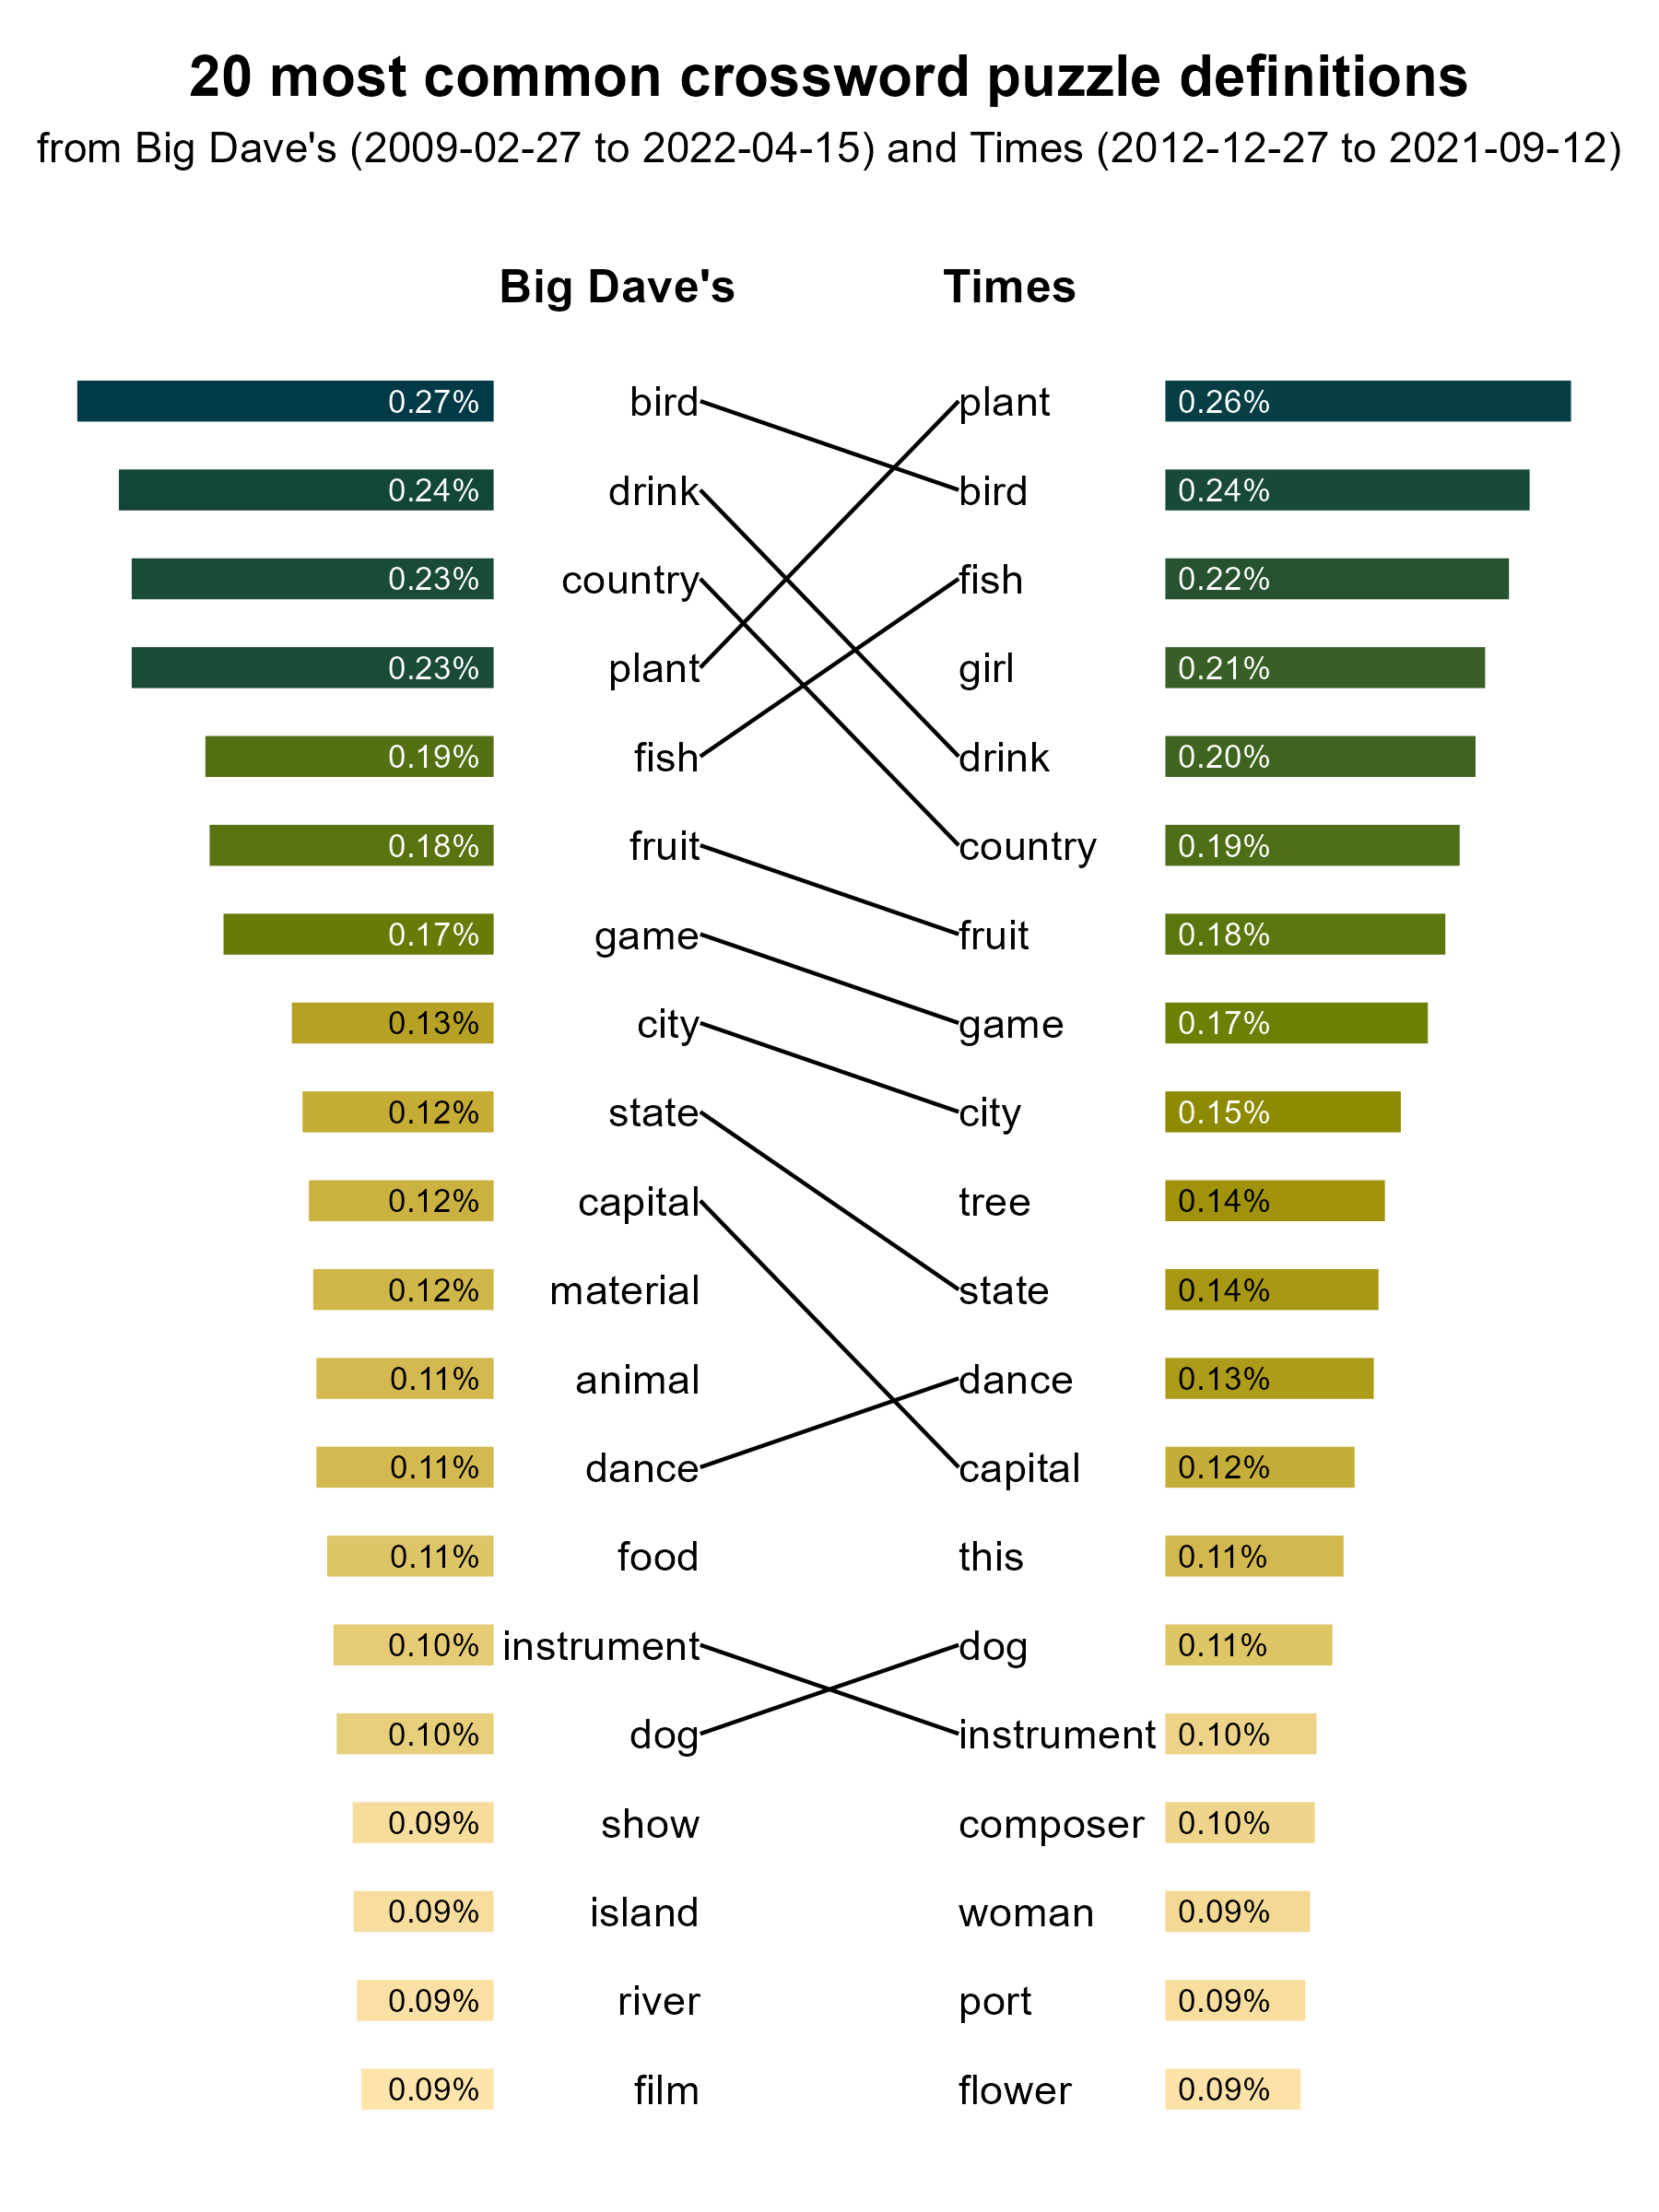 20 most common crossword puzzle definitions
from Big Dave's (2009-02-27 to 2022-04-15) and Times (2012-12-27 to 2021-09-12)
Big Dave's Times
0.27% bird plant 0.26%
0.24% drink bird 0.24%
0.23% country fish 0.22%
0.23% plant girl 0.21%
0.19% fish drink 0.20%
0.18% fruit country 0.19%
0.17% game fruit 0.18%
0.13% city game 0.17%
0.12% state city 0.15%
0.12% capital tree 0.14%
0.12% material state 0.14%
0.11% animal dance 0.13%
0.11% dance capital 0.12%
0.11% food this 0.11%
0.10% instrument dog 0.11%
0.10% dog instrument 0.10%
0.09% show composer 0.10%
0.09% island woman 0.09%
0.09% river port 0.09%
0.09% film flower 0.09%